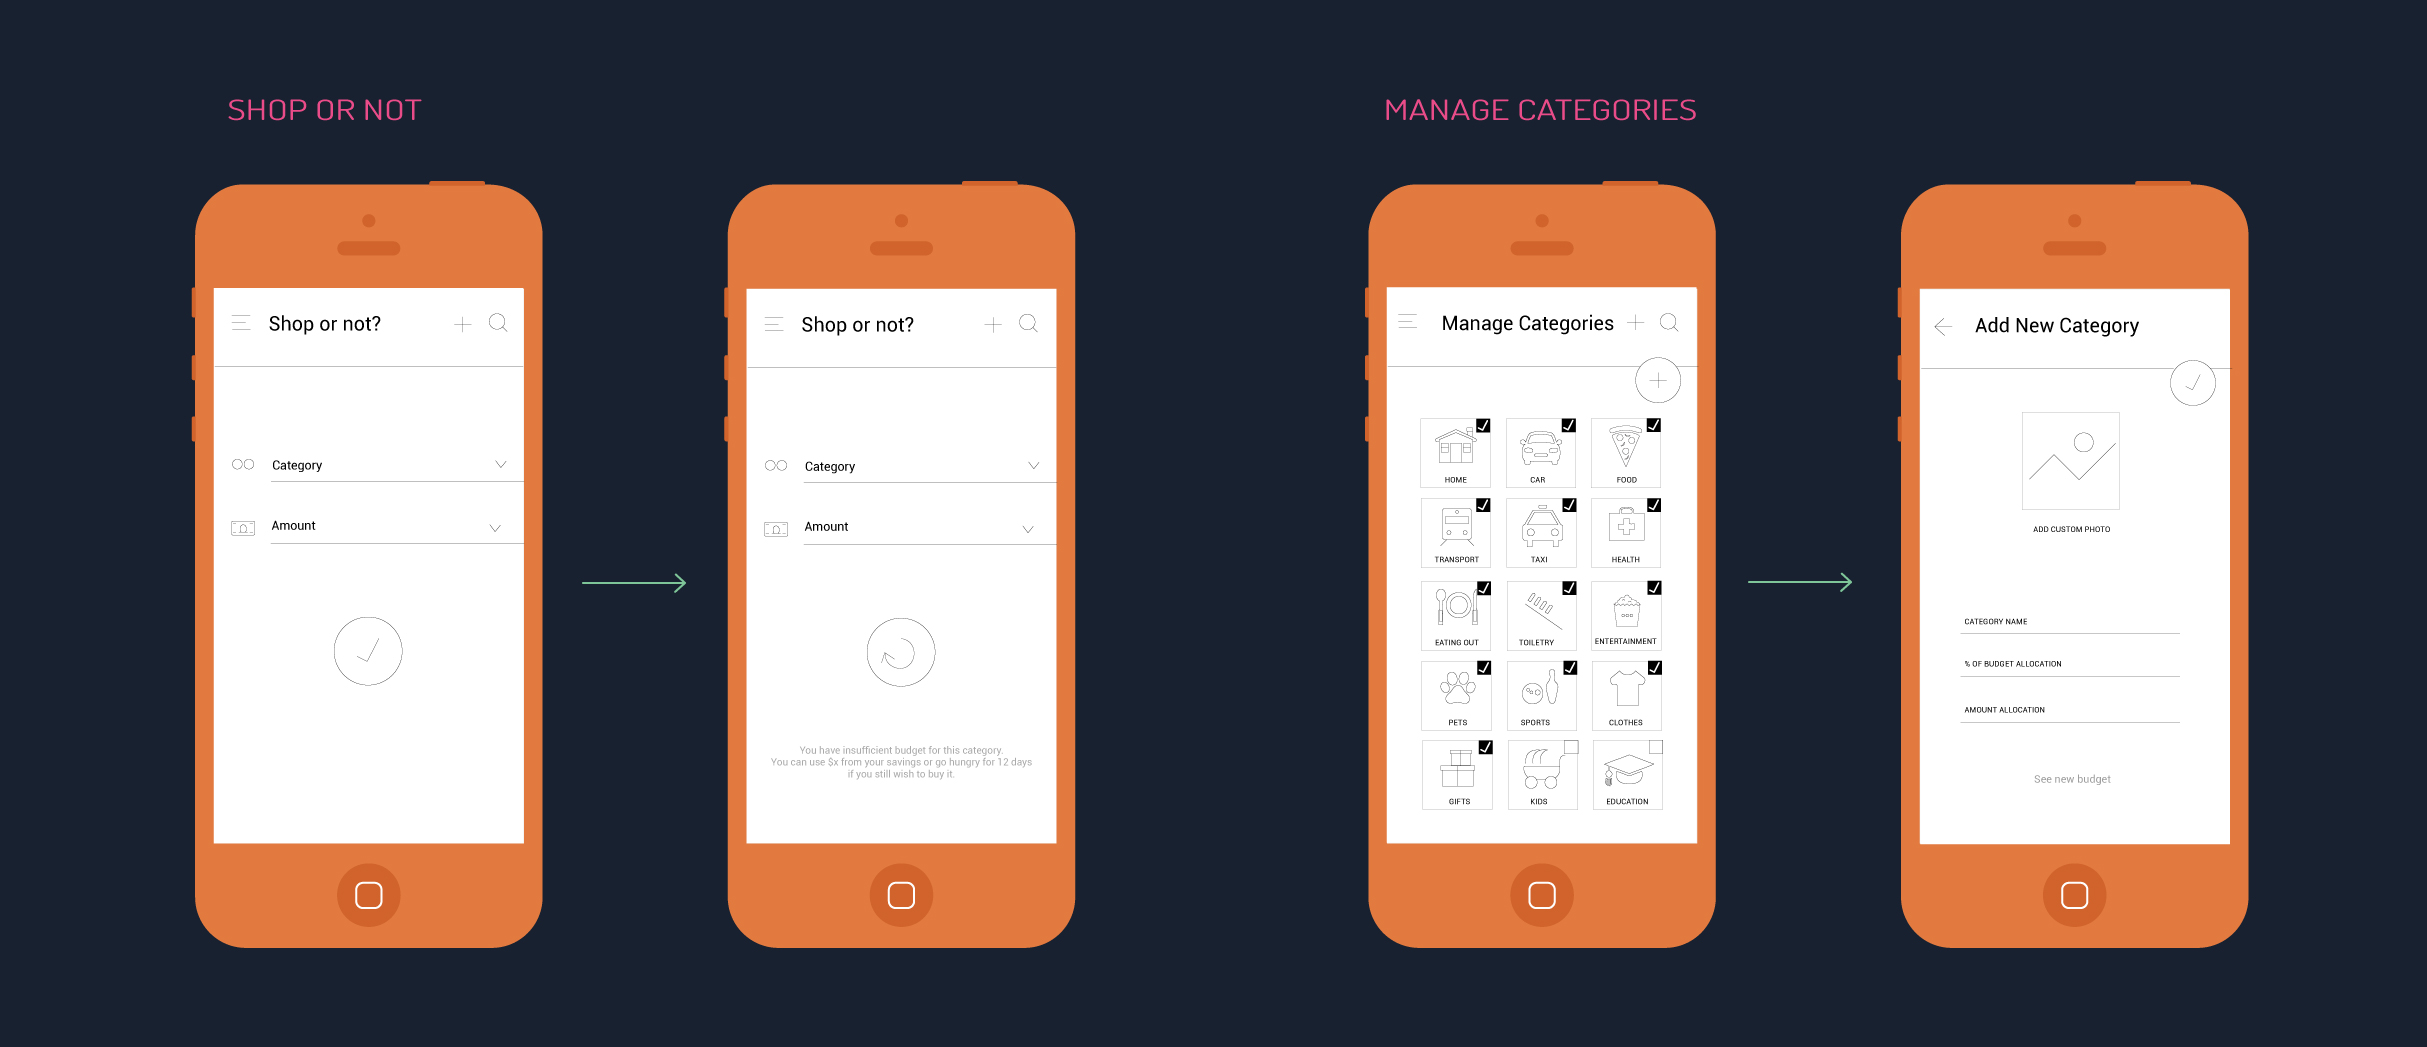 SHOP OR NOT
Shop or not?
Category
Amount
Shop or not?
Category
Amount
You have insufficient budget for this category.
You can use $x from your savings or go hungry for 12 days
if you still wish to buy it.
MANAGE CATEGORIES
Manage Categories
HOME
CAR
FOOD
TRANSPORT
TAXI
HEALTH
EATING OUT
TOILETRY
ENTERTAINMENT
PETS
SPORTS
CLOTHES
GIFTS
KIDS
EDUCATION
Add New Category
ADD CUSTOM PHOTO
CATEGORY NAME
% OF BUDGET ALLOCATION
AMOUNT ALLOCATION
See new budget